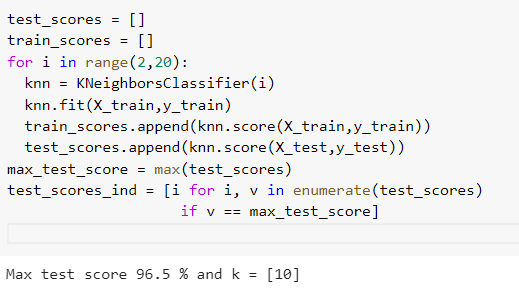 test_scores = []
train_scores = []
for i in range(2,20):
  knn = KNeighborsClassifier(i)
  knn.fit(X_train,y_train)
  train_scores.append(knn.score(X_train,y_train))
  test_scores.append(knn.score(X_test,y_test))
max_test_score = max(test_scores)
test_scores_ind = [i for i, v in enumerate(test_scores)
                     if v == max_test_score]
Max test score 96.5 % and k = [10]